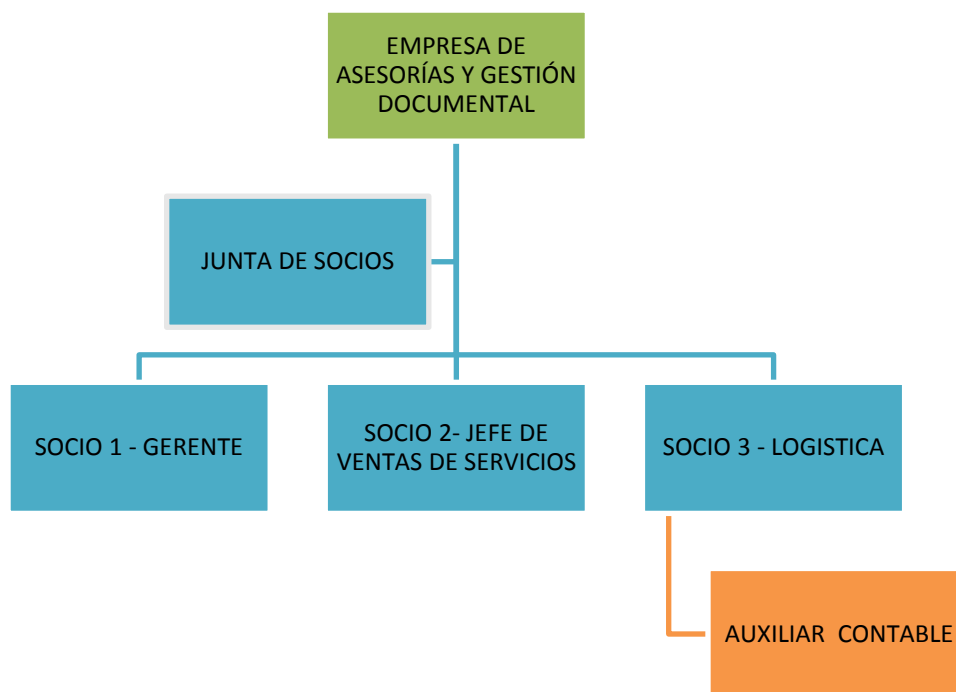 EMPRESA DE
ASESORÍAS Y GESTIÓN
DOCUMENTAL
JUNTA DE SOCIOS
SOCIO 1 - GERENTE
SOCIO 2- JEFE DE
VENTAS DE SERVICIOS
SOCIO 3 - LOGISTICA
AUXILIAR CONTABLE